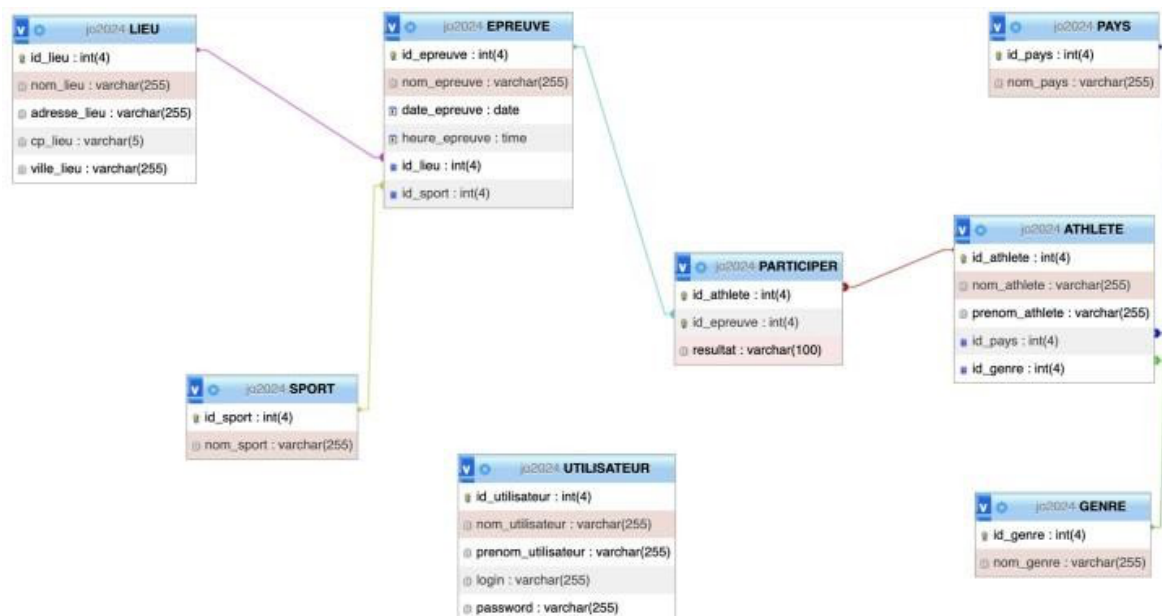 jo2024 LIEU
id_lieu : int(4)
nom_lieu : varchar(255)
adresse_lieu : varchar(255)
cp_lieu : varchar(5)
ville_lieu : varchar(255)
jo2024 EPREUVE
id_epreuve : int(4)
nom_epreuve : varchar(255)
date_epreuve : date
heure_epreuve : time
id_lieu : int(4)
id_sport : int(4)
jo2024 PAYS
id_pays : int(4)
nom_pays : varchar(255)
jo2024 PARTICIPER
id_athlete : int(4)
id_epreuve : int(4)
resultat : varchar(100)
jo2024 ATHLETE
id_athlete : int(4)
nom_athlete : varchar(255)
prenom_athlete : varchar(255)
id_pays : int(4)
id_genre : int(4)
jo2024 SPORT
id_sport : int(4)
nom_sport : varchar(255)
jo2024 UTILISATEUR
id_utilisateur : int(4)
nom_utilisateur : varchar(255)
prenom_utilisateur : varchar(255)
login : varchar(255)
password : varchar(255)
jo2024 GENRE
id_genre : int(4)
nom_genre : varchar(255)